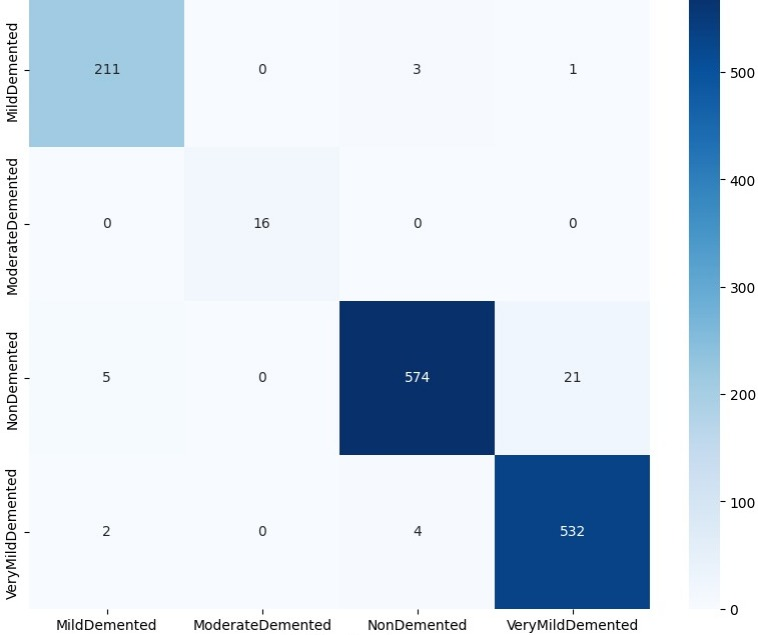 MildDemented 211 0 3 1
ModerateDemented 0 16 0 0
NonDemented 5 0 574 21
VeryMildDemented 2 0 4 532
MildDemented ModerateDemented NonDemented VeryMildDemented
500
400
300
200
100
0